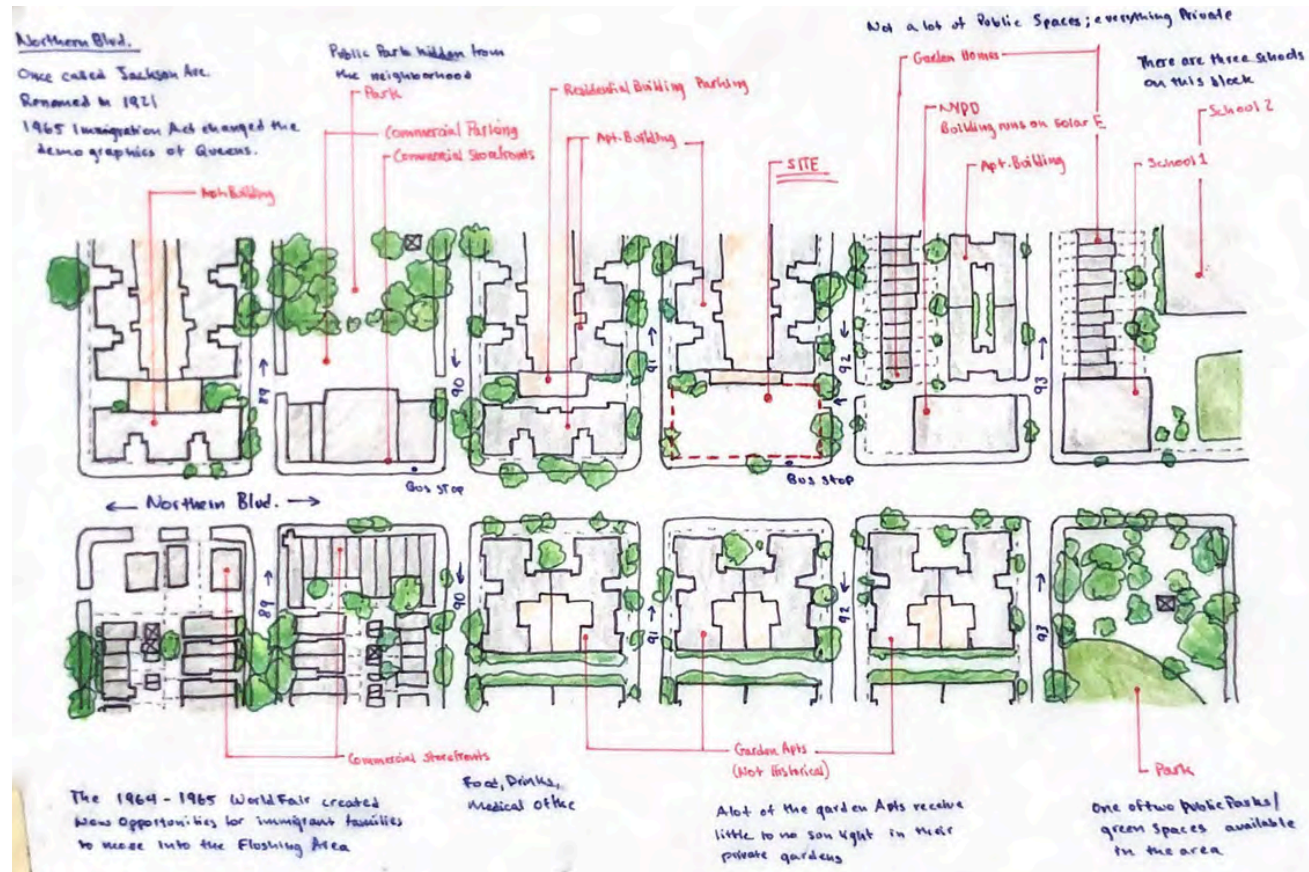 Northern Blvd.
Once called Jackson Ave.
Renamed in 1921
1965 Immigration Act changed the
demographics of Queens.
Public Park hidden from
the neighborhood
Park
Commercial Parking
Commercial Storefronts
Apt. Building
Residential Building Parking
Apt. Building
SITE
Not a lot of Public Spaces; everything Private
Garden Homes
NYPD
Building runs on Solar E.
Apt. Building
There are three schools
on this block
School 2
School 1
89
90
91
92
93
Bus Stop
Bus Stop
← Northern Blvd. →
89
90
91
92
93
Commercial Storefronts
Garden Apts
(Not Historical)
Park
The 1964 - 1965 World Fair created
New Opportunities for immigrant families
to move into the Flushing Area
Food, Drinks,
Medical Office
Alot of the garden Apts receive
little to no sun light in their
private gardens
One of two public Parks/
green spaces available
in the area